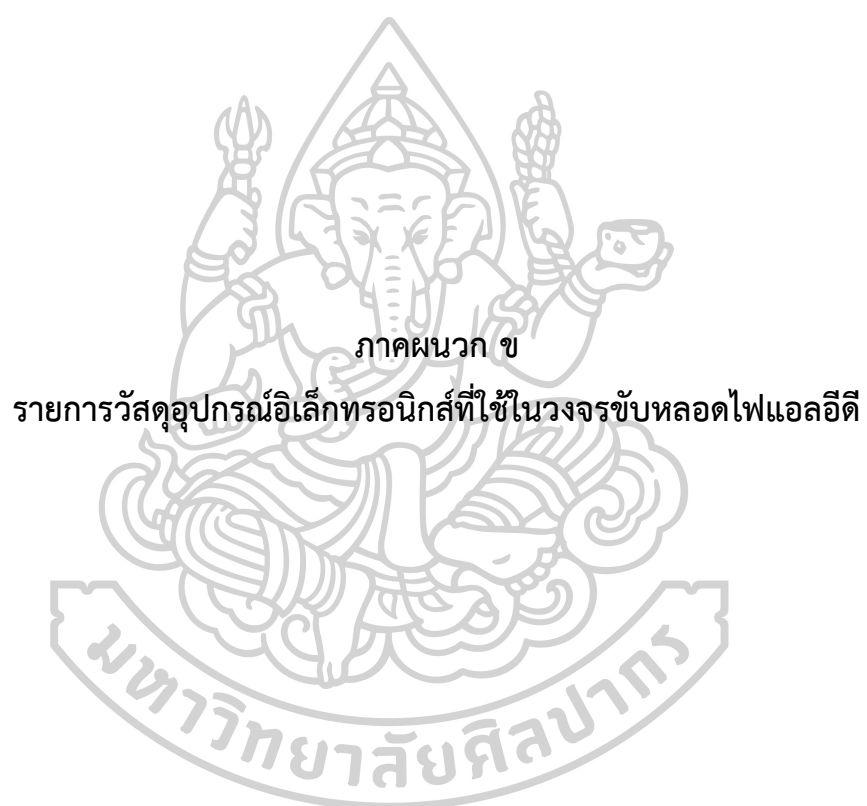 ภาคผนวก ข
รายการวัสดุอุปกรณ์อิเล็กทรอนิกส์ที่ใช้ในวงจรขับหลอดไฟแอลอีดี
มหาวิทยาลัยศิลปากร